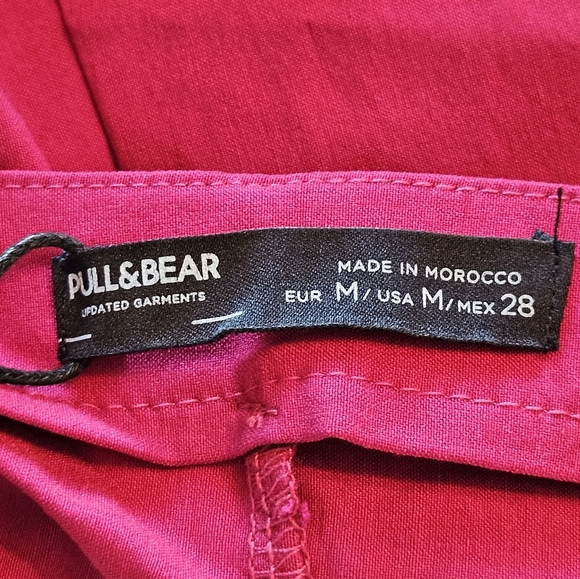 PULL&BEAR
UPDATED GARMENTS
MADE IN MOROCCO
EUR M/ USA M/ MEX 28